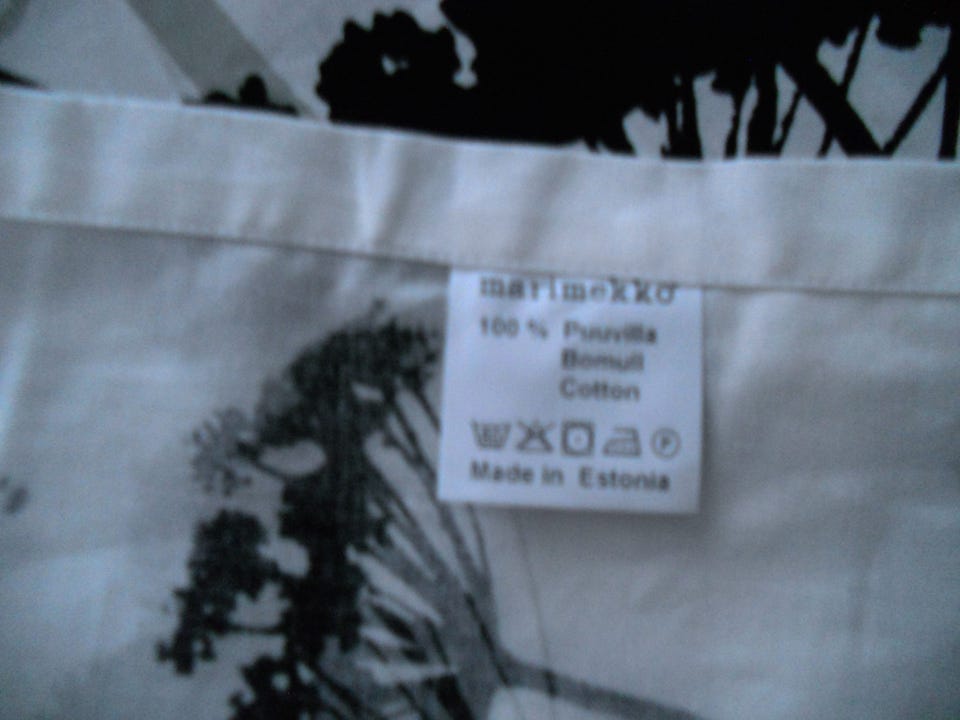 marimekko
100 % Puuvilla
Bomull
Cotton
Made in Estonia